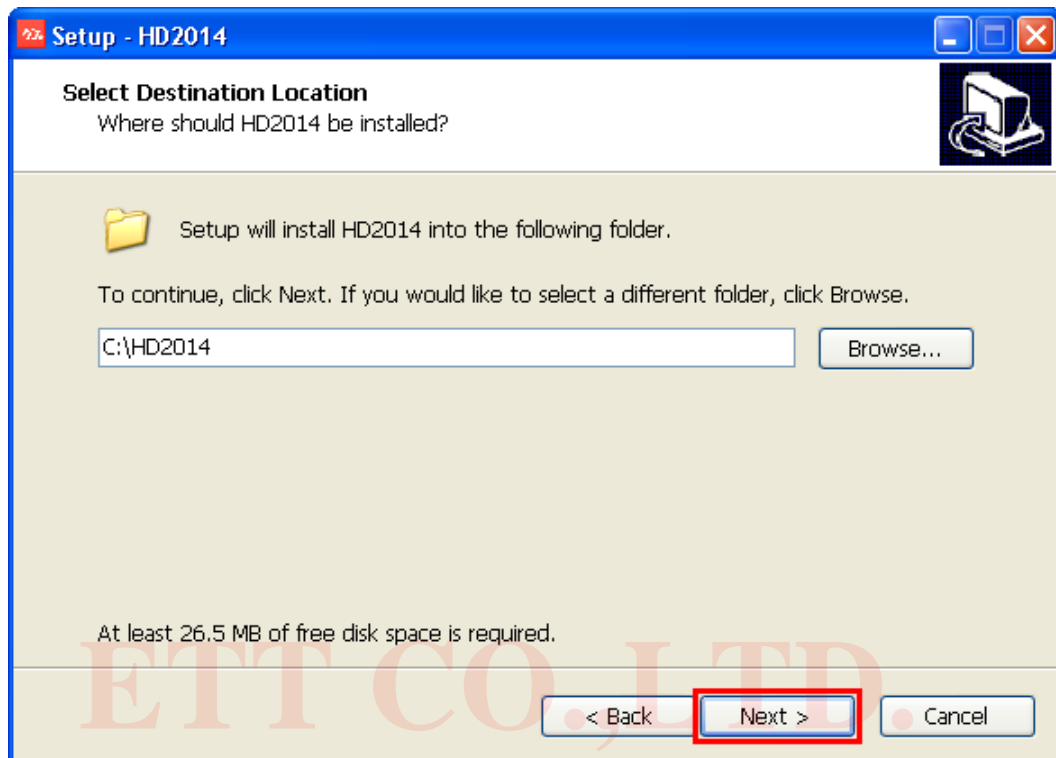 Setup - HD2014
Select Destination Location
Where should HD2014 be installed?
Setup will install HD2014 into the following folder.
To continue, click Next. If you would like to select a different folder, click Browse.
C:\HD2014
Browse...
At least 26.5 MB of free disk space is required.
ETT CO.,LTD.
< Back
Next >
Cancel